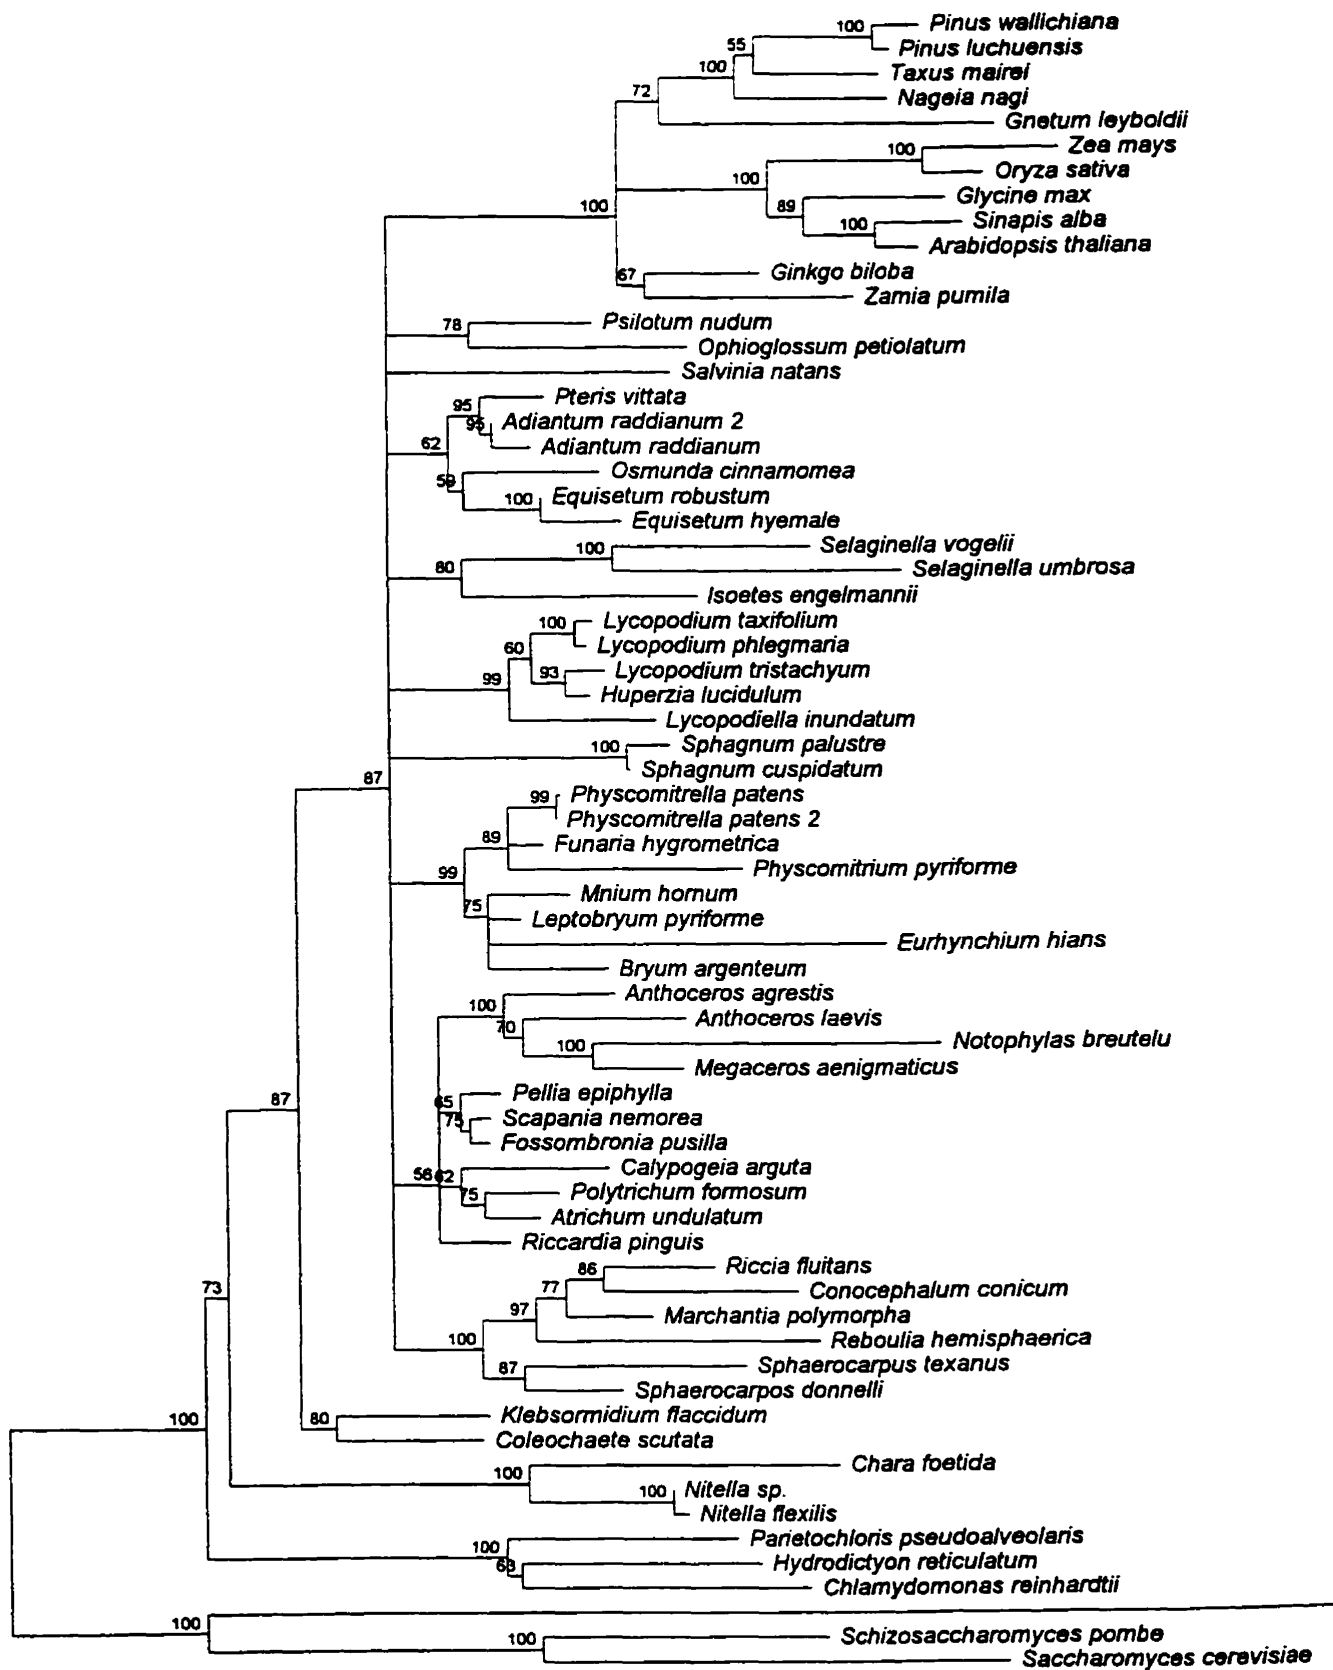 100 Pinus wallichiana
55 Pinus luchuensis
100 Taxus mairei
72 Nageia nagi
Gnetum leyboldii
100 Zea mays
100 Oryza sativa
100 89 Glycine max
100 Sinapis alba
Arabidopsis thaliana
67 Ginkgo biloba
Zamia pumila
78 Psilotum nudum
Ophioglossum petiolatum
Salvinia natans
95 Pteris vittata
95 Adiantum raddianum 2
62 Adiantum raddianum
59 Osmunda cinnamomea
100 Equisetum robustum
Equisetum hyemale
100 Selaginella vogelii
80 Selaginella umbrosa
Isoetes engelmannii
100 Lycopodium taxifolium
60 Lycopodium phlegmaria
99 93 Lycopodium tristachyum
Huperzia lucidulum
Lycopodiella inundatum
100 Sphagnum palustre
87 Sphagnum cuspidatum
99 Physcomitrella patens
Physcomitrella patens 2
89 Funaria hygrometrica
99 Physcomitrium pyriforme
75 Mnium hornum
Leptobryum pyriforme
Eurhynchium hians
Bryum argenteum
100 Anthoceros agrestis
70 Anthoceros laevis
100 Notophylas breutelu
Megaceros aenigmaticus
87 65 Pellia epiphylla
75 Scapania nemorea
Fossombronia pusilla
56 62 Calypogeia arguta
75 Polytrichum formosum
Atrichum undulatum
Riccardia pinguis
86 Riccia fluitans
73 77 Conocephalum conicum
97 Marchantia polymorpha
100 Reboulia hemisphaerica
87 Sphaerocarpus texanus
Sphaerocarpos donnelli
100 80 Klebsormidium flaccidum
Coleochaete scutata
100 Chara foetida
100 Nitella sp.
Nitella flexilis
100 Parietochloris pseudoalveolaris
63 Hydrodictyon reticulatum
Chlamydomonas reinhardtii
100 100 Schizosaccharomyces pombe
Saccharomyces cerevisiae